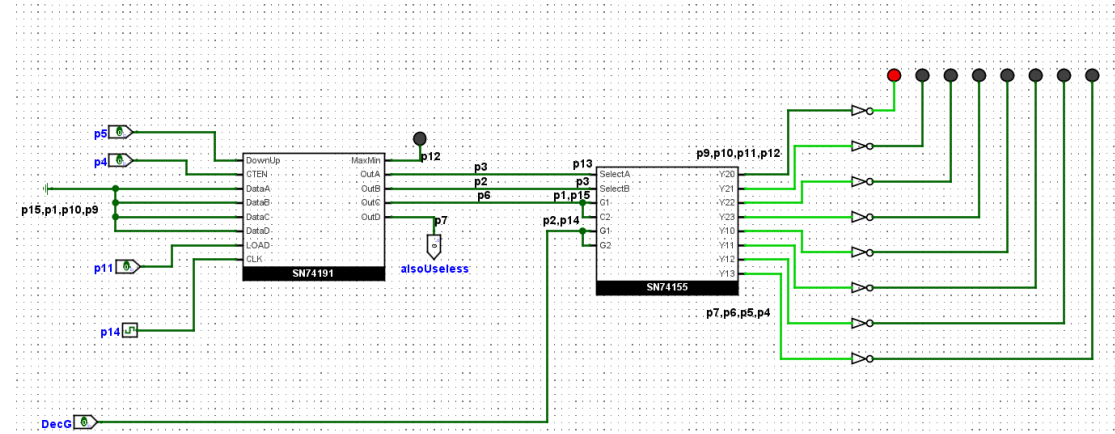 p5
p4
p15,p1,p10,p9
p11
p14
DecG
DownUp
CTEN
DataA
DataB
DataC
DataD
LOAD
CLK
MaxMin
OutA
OutB
OutC
OutD
SN74191
p12
p3
p2
p6
p7
alsoUseless
p13
p3
p1,p15
p2,p14
SelectA
SelectB
G1
C2
G1
G2
Y20
Y21
Y22
Y23
Y10
Y11
Y12
Y13
SN74155
p9,p10,p11,p12
p7,p6,p5,p4